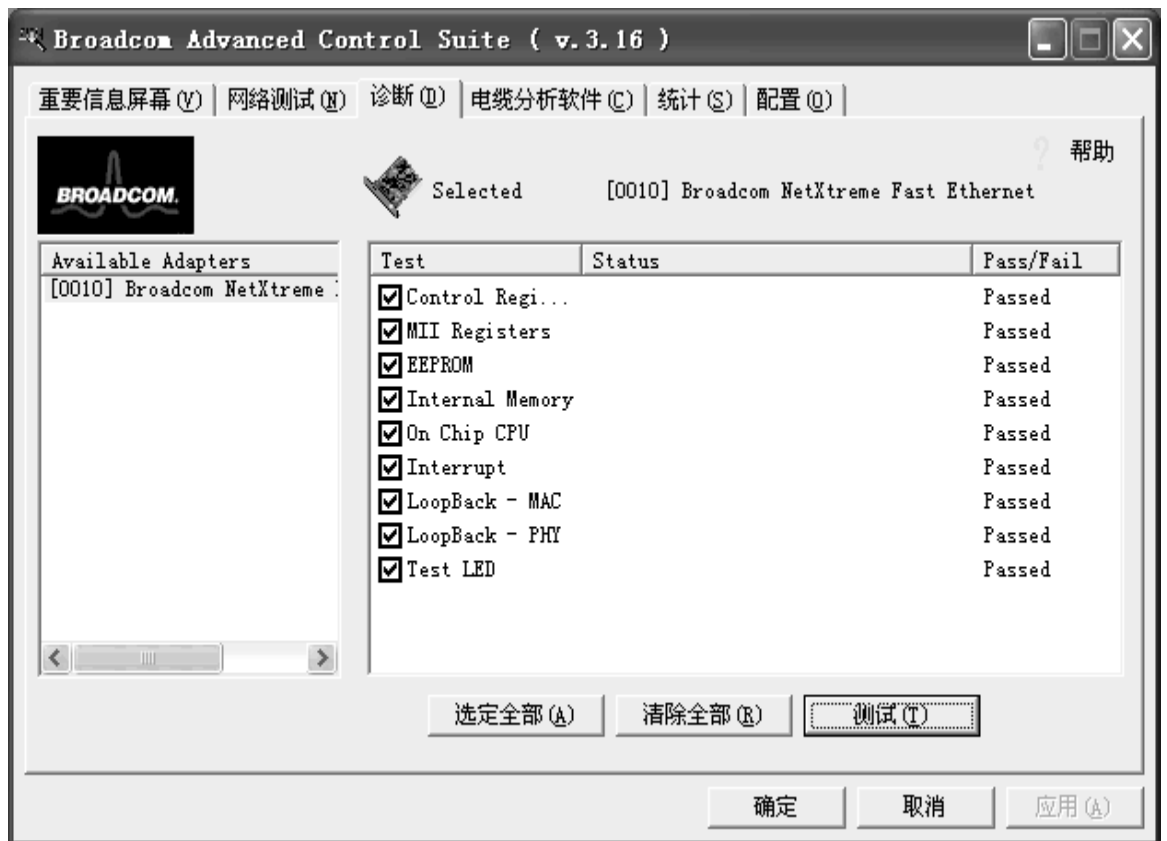 Broadcom Advanced Control Suite ( v.3.16 )
重要信息屏幕(V) 网络测试(N) 诊断(D) 电缆分析软件(C) 统计(S) 配置(O)
? 帮助
BROADCOM.
Selected [0010] Broadcom NetXtreme Fast Ethernet
Available Adapters
[0010] Broadcom NetXtreme
Test Status Pass/Fail
Control Regi... Passed
MII Registers Passed
EEPROM Passed
Internal Memory Passed
On Chip CPU Passed
Interrupt Passed
LoopBack - MAC Passed
LoopBack - PHY Passed
Test LED Passed
选定全部(A) 清除全部(R) 测试(T)
确定 取消 应用(A)